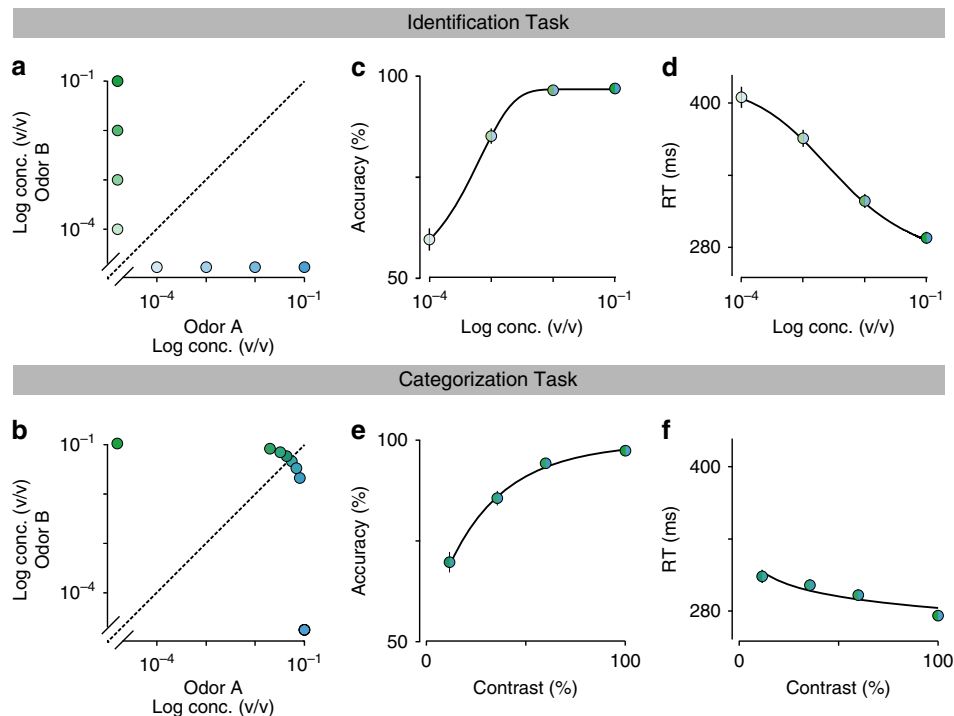 Identification Task
a
10⁻¹
10⁻⁴
Log conc. (v/v)
Odor B
10⁻⁴
10⁻¹
Odor A
Log conc. (v/v)
c
100
50
Accuracy (%)
10⁻⁴
10⁻¹
Log conc. (v/v)
d
400
280
RT (ms)
10⁻⁴
10⁻¹
Log conc. (v/v)
Categorization Task
b
10⁻¹
10⁻⁴
Log conc. (v/v)
Odor B
10⁻⁴
10⁻¹
Odor A
Log conc. (v/v)
e
100
50
Accuracy (%)
0
100
Contrast (%)
f
400
280
RT (ms)
0
100
Contrast (%)